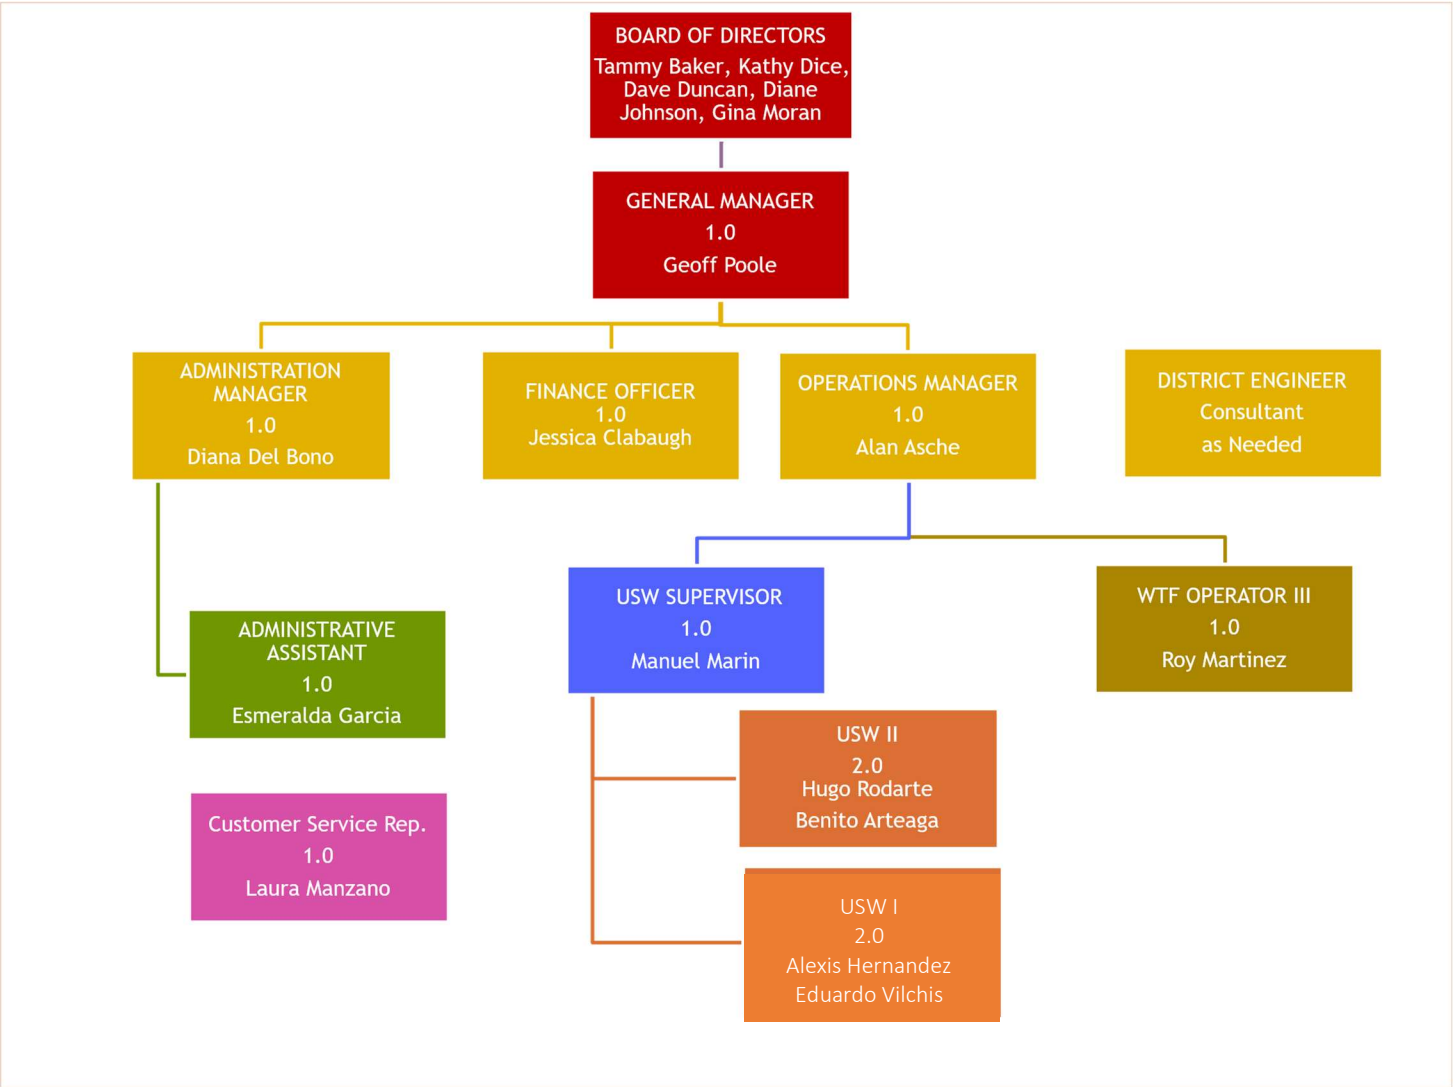 BOARD OF DIRECTORS
Tammy Baker, Kathy Dice,
Dave Duncan, Diane
Johnson, Gina Moran
GENERAL MANAGER
1.0
Geoff Poole
ADMINISTRATION
MANAGER
1.0
Diana Del Bono
FINANCE OFFICER
1.0
Jessica Clabaugh
OPERATIONS MANAGER
1.0
Alan Asche
DISTRICT ENGINEER
Consultant
as Needed
ADMINISTRATIVE
ASSISTANT
1.0
Esmeralda Garcia
USW SUPERVISOR
1.0
Manuel Marin
WTF OPERATOR III
1.0
Roy Martinez
Customer Service Rep.
1.0
Laura Manzano
USW II
2.0
Hugo Rodarte
Benito Arteaga
USW I
2.0
Alexis Hernandez
Eduardo Vilchis